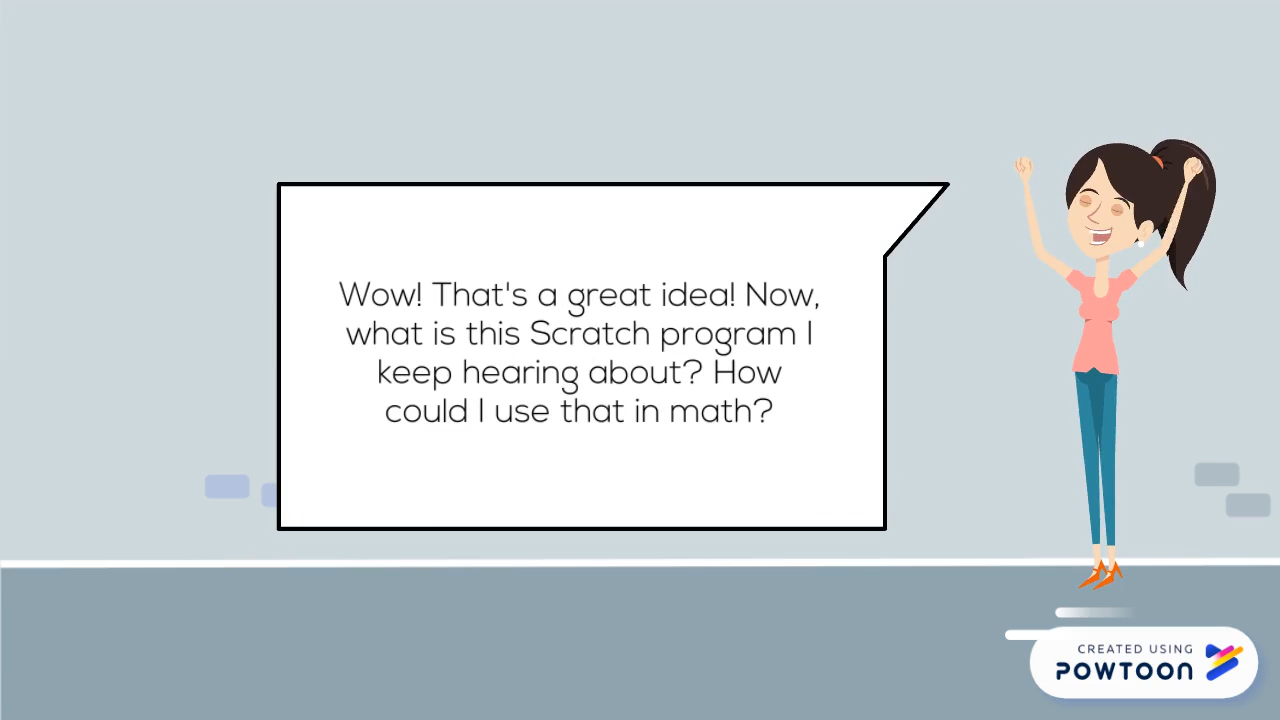 Wow! That's a great idea! Now,
what is this Scratch program I
keep hearing about? How
could I use that in math?
CREATED USING
POWTOON